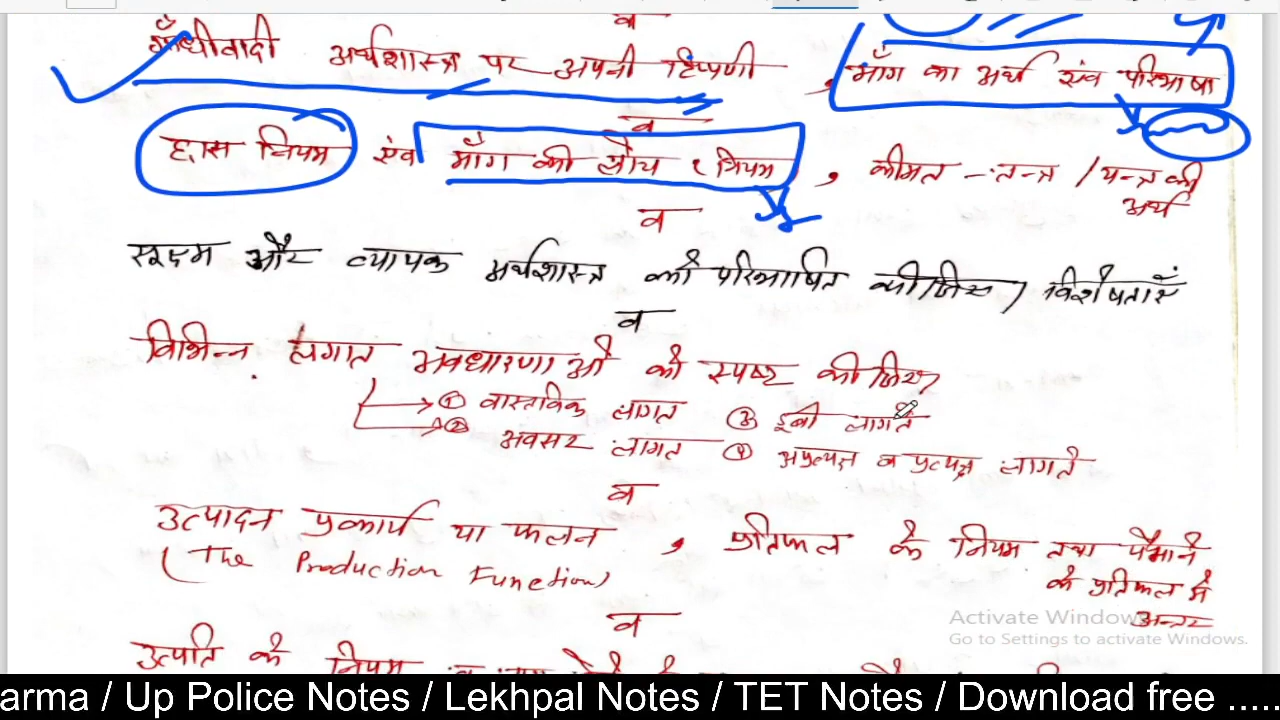 व
गाँधीवादी अर्थशास्त्र पर अपनी टिप्पणी , माँग का अर्थ एंव परिभाषा
व
ह्रास नियम एंव माँग की लोच व नियम , कीमत - तन्त्र / यन्त्र की अर्थ
व
सूक्ष्म और व्यापक अर्थशास्त्र को परिभाषित कीजिए / विशेषताएँ
व
विभिन्न लागत अवधारणाओं को स्पष्ट कीजिए
① वास्तविक लागत ③ डूबी लागतें
② अवसर लागत ④ अप्रत्यक्ष व प्रत्यक्ष लागतें
व
उत्पादन प्रकार्य या फलन , प्रतिफल के नियम तथा पैमाने
(The Production Function) के प्रतिफल में
अन्तर
व
Activate Windows
Go to Settings to activate Windows.
उत्पति के नियम
arma / Up Police Notes / Lekhpal Notes / TET Notes / Download free .....